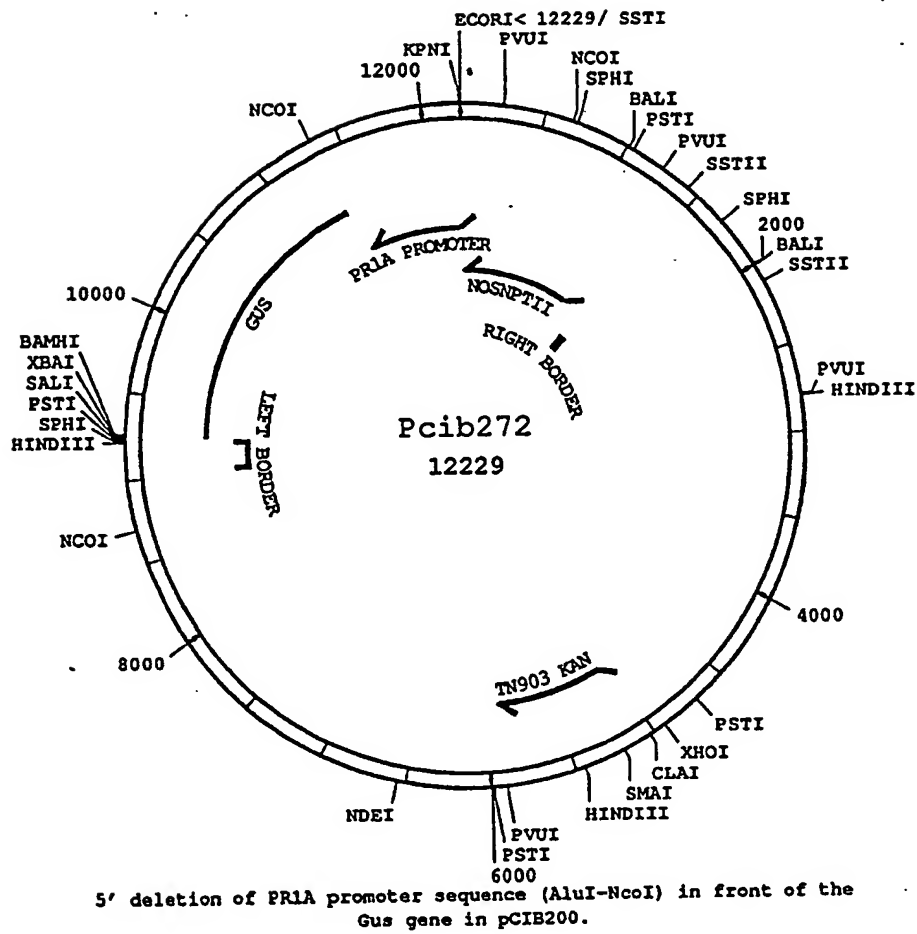 ECORI< 12229/ SSTI
KPNI
PVUI
12000
NCOI
SPHI
NCOI
BALI
PSTI
PVUI
SSTII
SPHI
2000
BALI
SSTII
PR1A PROMOTER
NOSNPTII
GUS
10000
RIGHT BORDER
BAMHI
XBAI
SALI
PSTI
SPHI
HINDIII
PVUI
HINDIII
LEFT BORDER
Pcib272
12229
NCOI
4000
8000
TN903 KAN
PSTI
XHOI
CLAI
SMAI
HINDIII
NDEI
PVUI
PSTI
6000
5' deletion of PR1A promoter sequence (AluI-NcoI) in front of the
Gus gene in pCIB200.